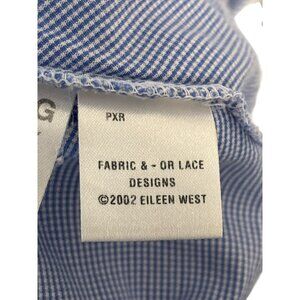 G
PXR
FABRIC & - OR LACE
DESIGNS
©2002 EILEEN WEST